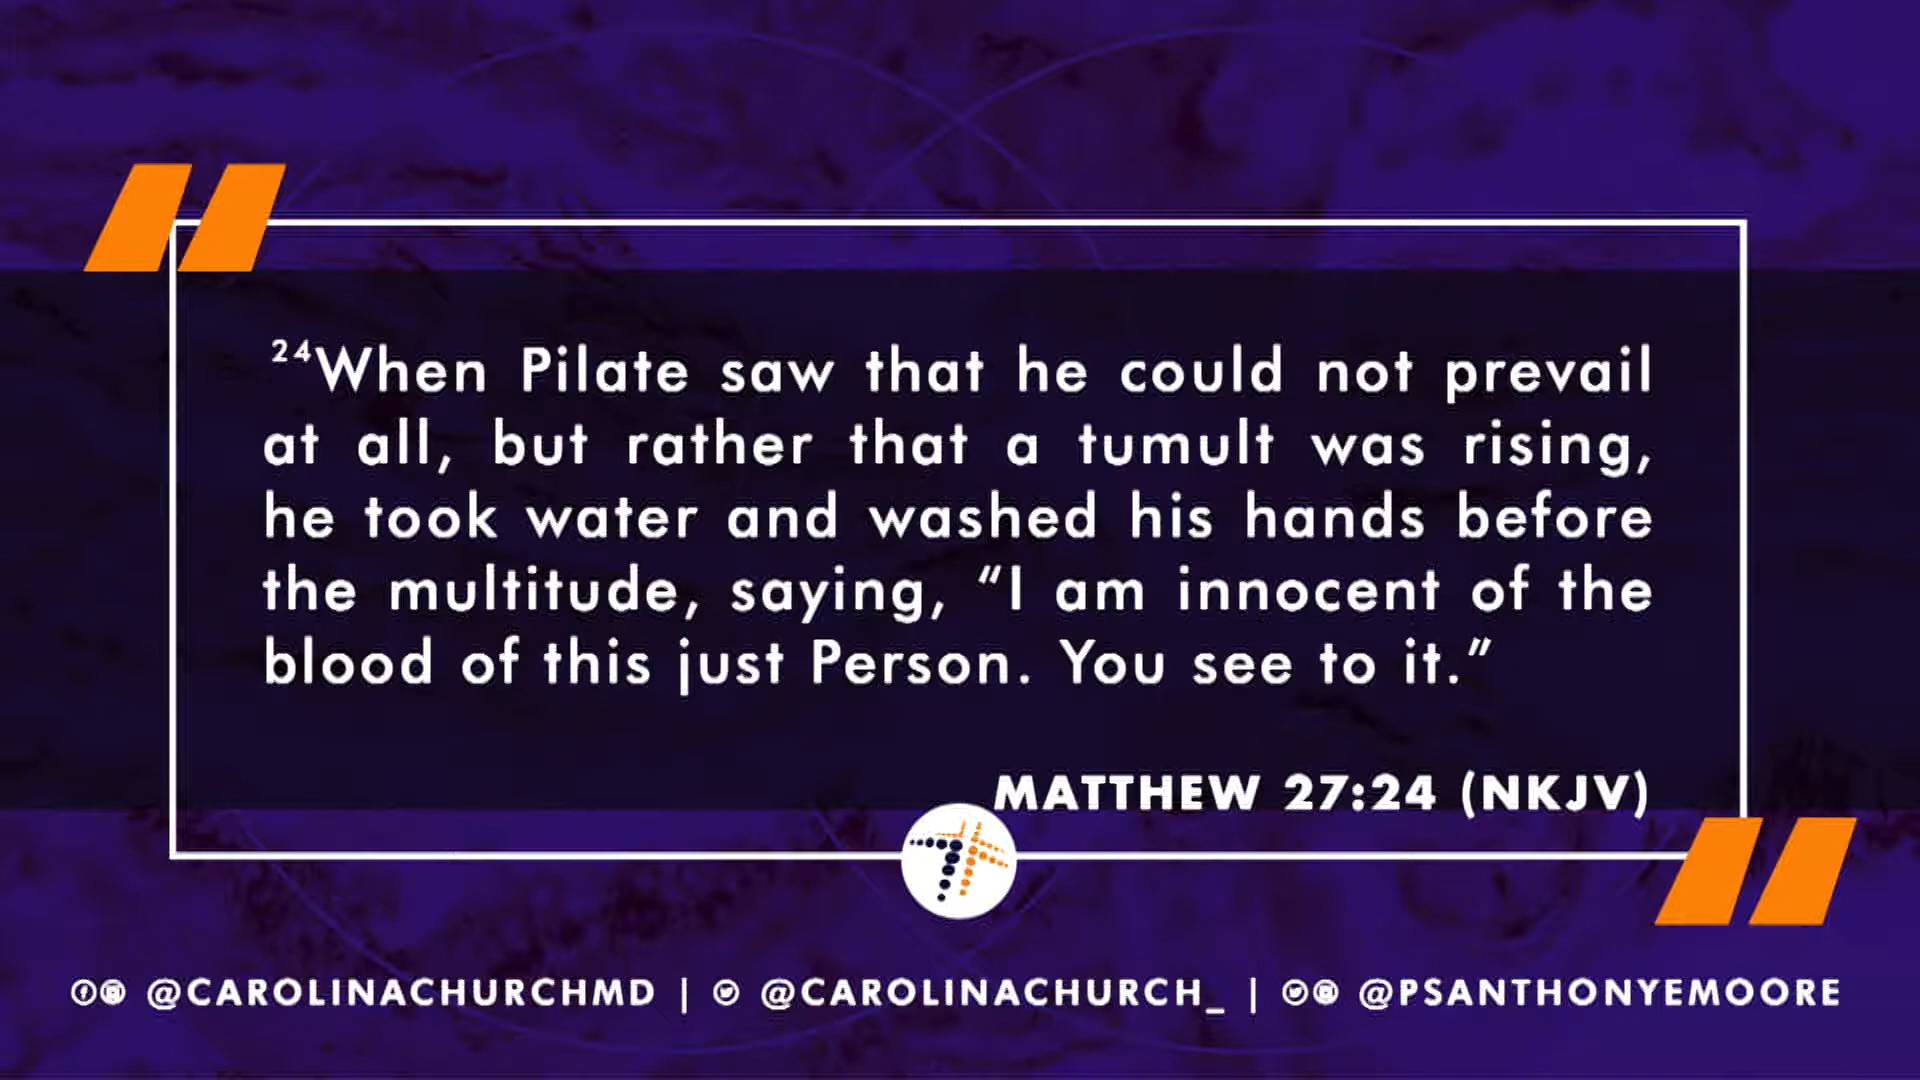 ²⁴When Pilate saw that he could not prevail
at all, but rather that a tumult was rising,
he took water and washed his hands before
the multitude, saying, “I am innocent of the
blood of this just Person. You see to it.”
MATTHEW 27:24 (NKJV)
@CAROLINACHURCHMD | @CAROLINACHURCH_ | @PSANTHONYEMOORE